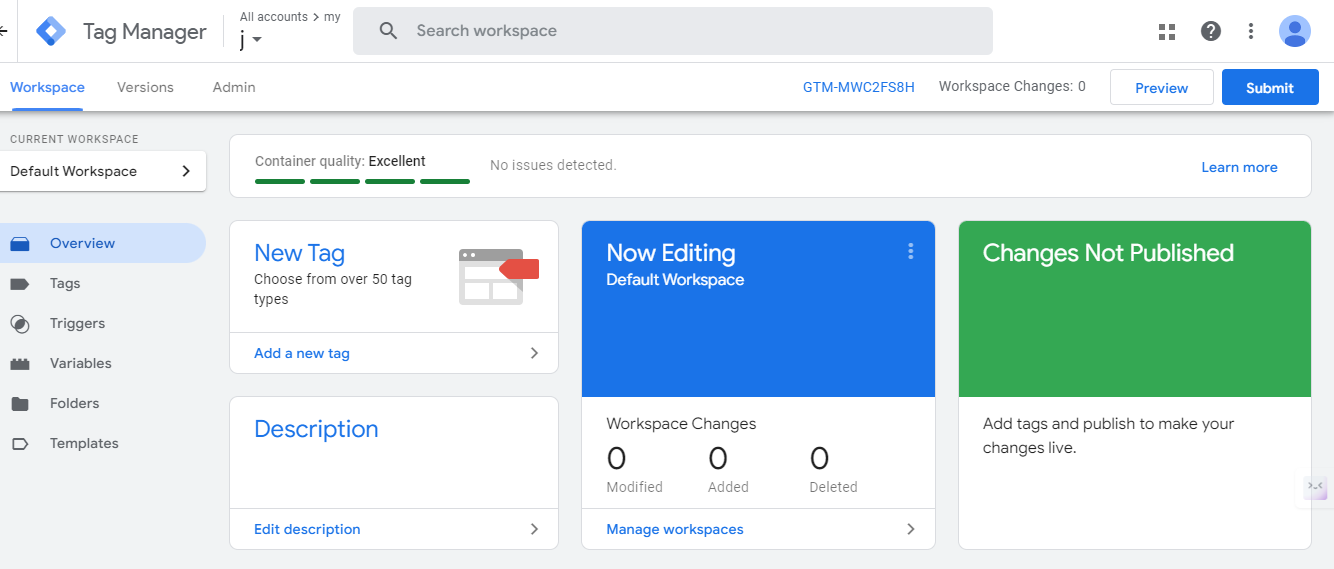 Tag Manager
All accounts > my
j
Search workspace
Workspace
Versions
Admin
GTM-MWC2FS8H
Workspace Changes: 0
Preview
Submit
CURRENT WORKSPACE
Default Workspace
Overview
Tags
Triggers
Variables
Folders
Templates
Container quality: Excellent
No issues detected.
Learn more
New Tag
Choose from over 50 tag
types
Add a new tag
Description
Edit description
Now Editing
Default Workspace
Workspace Changes
0 0 0
Modified Added Deleted
Manage workspaces
Changes Not Published
Add tags and publish to make your
changes live.